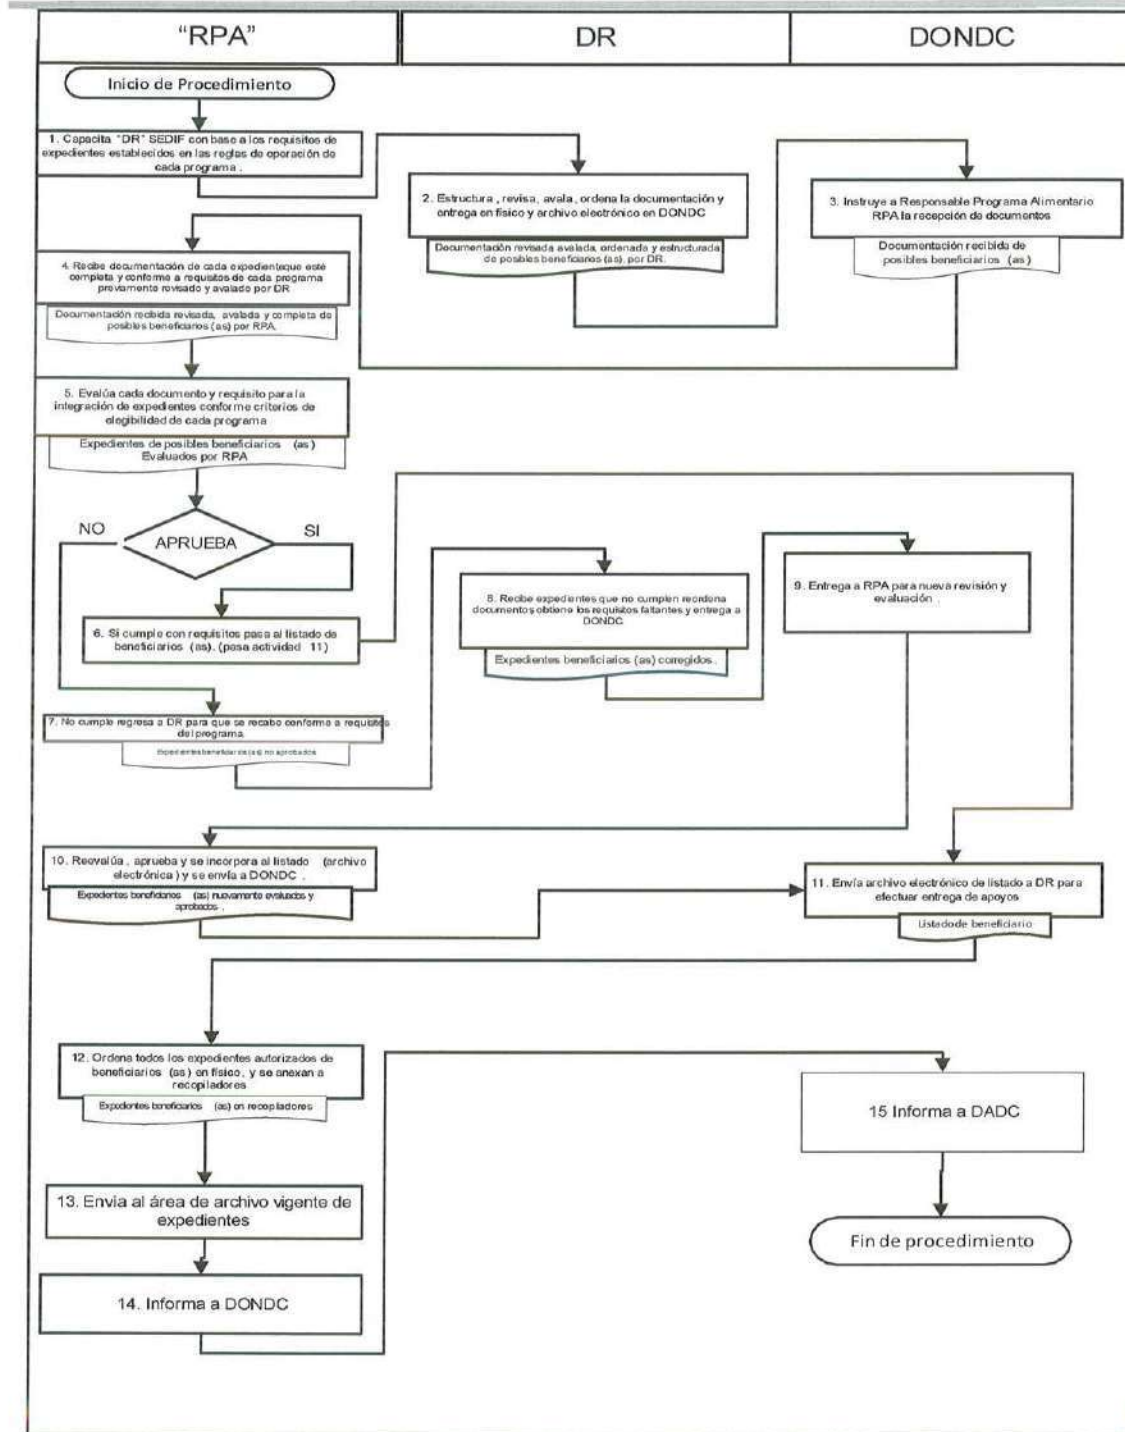 "RPA"
DR
DONDC
Inicio de Procedimiento
1. Capacita "DR" SEDIF con base a los requisitos de
expedientes establecidos en las reglas de operación de
cada programa .
2. Estructura , revisa, avala , ordena la documentación y
entrega en físico y archivo electrónico en DONDC
Documentación revisada avalada, ordenada y estructurada
de posibles beneficiarios (as). por DR.
3. Instruye a Responsable Programa Alimentario
RPA la recepción de documentos
Documentación recibida de
posibles beneficiarios (as)
4. Recibe documentación de cada expedienteque esté
completa y conforme a requisitos de cada programa
previamente revisado y avalado por DR
Documentación recibida revisada, avalada y completa de
posibles beneficiarios (as) por RPA.
5. Evalúa cada documento y requisito para la
integración de expedientes conforme criterios de
elegibilidad de cada programa
Expedientes de posibles beneficiarios (as)
Evaluados por RPA
NO
APRUEBA
SI
6. Si cumple con requisitos pasa al listado de
beneficiarios (as). (pasa actividad 11)
7. No cumple regresa a DR para que se recabe conforme a requisitos
del programa.
Expedientes beneficiarios (as) no aprobados
8. Recibe expedientes que no cumplen reordena
documentos obtiene los requisitos faltantes y entrega a
DONDC
Expedientes beneficiarios (as) corregidos .
9. Entrega a RPA para nueva revisión y
evaluación .
10. Reevalúa , aprueba y se incorpora al listado (archivo
electrónica ) y se envía a DONDC .
Expedientes beneficiarios (as) nuevamente evaluados y
aprobados .
11. Envía archivo electrónico de listado a DR para
efectuar entrega de apoyos
Listado de beneficiario
12. Ordena todos los expedientes autorizados de
beneficiarios (as) en físico, y se anexan a
recopiladores
Expedientes beneficiarios (as) en recopiladores
13. Envia al área de archivo vigente de
expedientes
14. Informa a DONDC
15 Informa a DADC
Fin de procedimiento